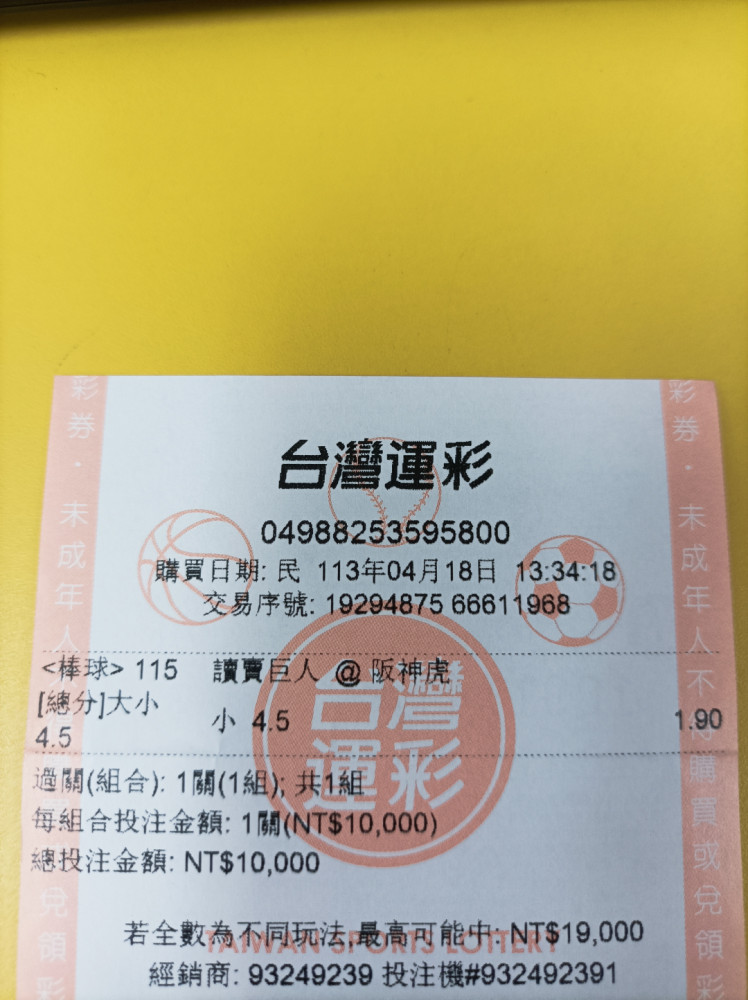 台灣運彩
04988253595800
購買日期: 民 113年04月18日 13:34:18
交易序號: 19294875 66611968
<棒球> 115 讀賣巨人 @ 阪神虎
[總分]大小 小 4.5 1.90
4.5
過關(組合): 1關(1組); 共1組
每組合投注金額: 1關(NT$10,000)
總投注金額: NT$10,000
若全數為不同玩法,最高可能中: NT$19,000
TAIWAN SPORTS LOTTERY
經銷商: 93249239 投注機#932492391
台灣
運彩
彩券・未成年人
彩券・未成年人不得購買或兌領彩
兌領彩